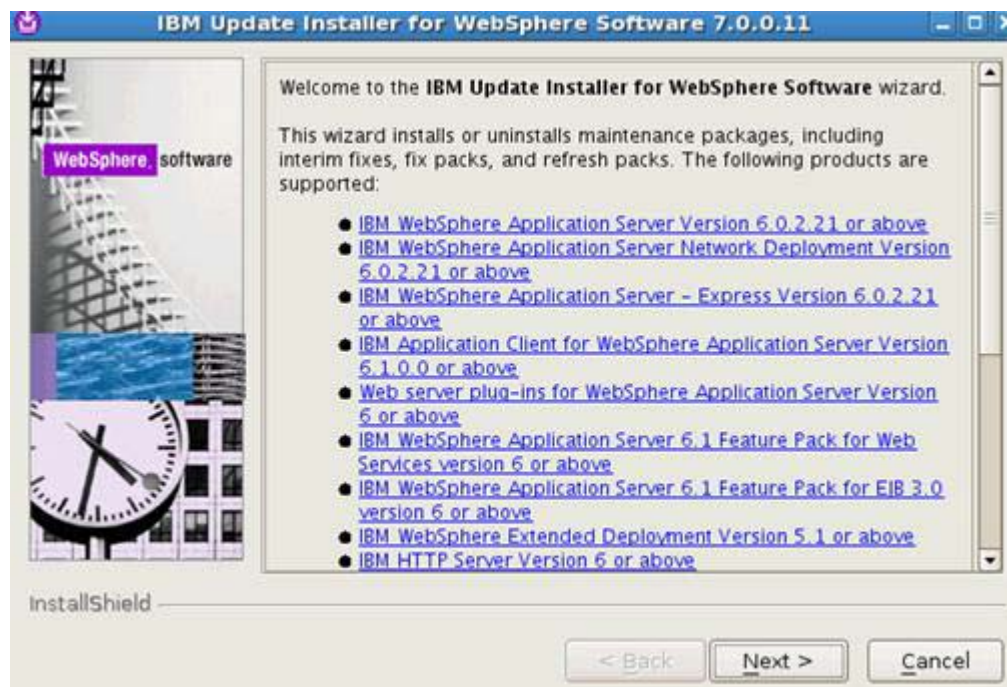 IBM Update Installer for WebSphere Software 7.0.0.11
WebSphere. software
Welcome to the IBM Update Installer for WebSphere Software wizard.
This wizard installs or uninstalls maintenance packages, including
interim fixes, fix packs, and refresh packs. The following products are
supported:
IBM WebSphere Application Server Version 6.0.2.21 or above
IBM WebSphere Application Server Network Deployment Version
6.0.2.21 or above
IBM WebSphere Application Server - Express Version 6.0.2.21
or above
IBM Application Client for WebSphere Application Server Version
6.1.0.0 or above
Web server plug-ins for WebSphere Application Server Version
6 or above
IBM WebSphere Application Server 6.1 Feature Pack for Web
Services version 6 or above
IBM WebSphere Application Server 6.1 Feature Pack for EJB 3.0
version 6 or above
IBM WebSphere Extended Deployment Version 5.1 or above
IBM HTTP Server Version 6 or above
InstallShield
< Back
Next >
Cancel